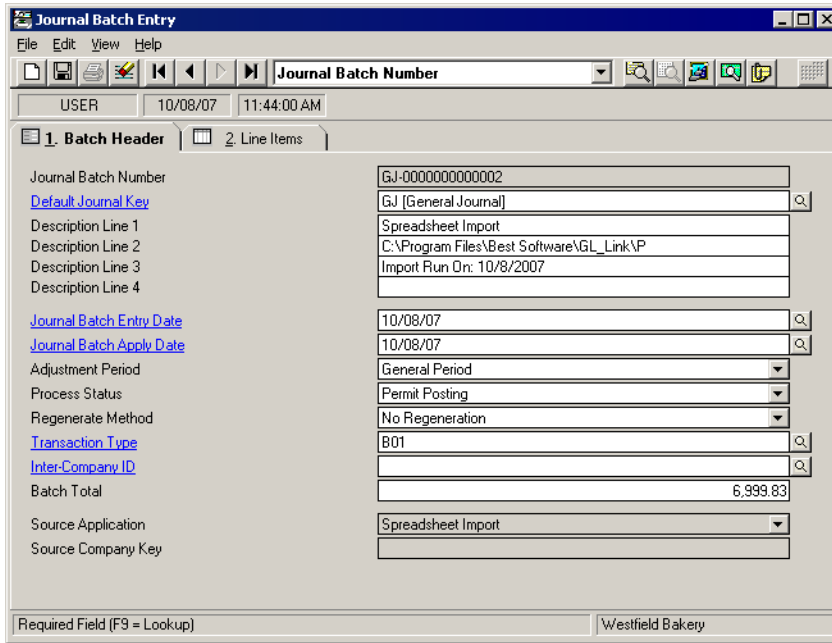 Journal Batch Entry
File Edit View Help
Journal Batch Number
USER 10/08/07 11:44:00 AM
1. Batch Header 2. Line Items
Journal Batch Number GJ-0000000000002
Default Journal Key GJ [General Journal]
Description Line 1 Spreadsheet Import
Description Line 2 C:\Program Files\Best Software\GL_Link\P
Description Line 3 Import Run On: 10/8/2007
Description Line 4
Journal Batch Entry Date 10/08/07
Journal Batch Apply Date 10/08/07
Adjustment Period General Period
Process Status Permit Posting
Regenerate Method No Regeneration
Transaction Type B01
Inter-Company ID
Batch Total 6,999.83
Source Application Spreadsheet Import
Source Company Key
Required Field (F9 = Lookup) Westfield Bakery